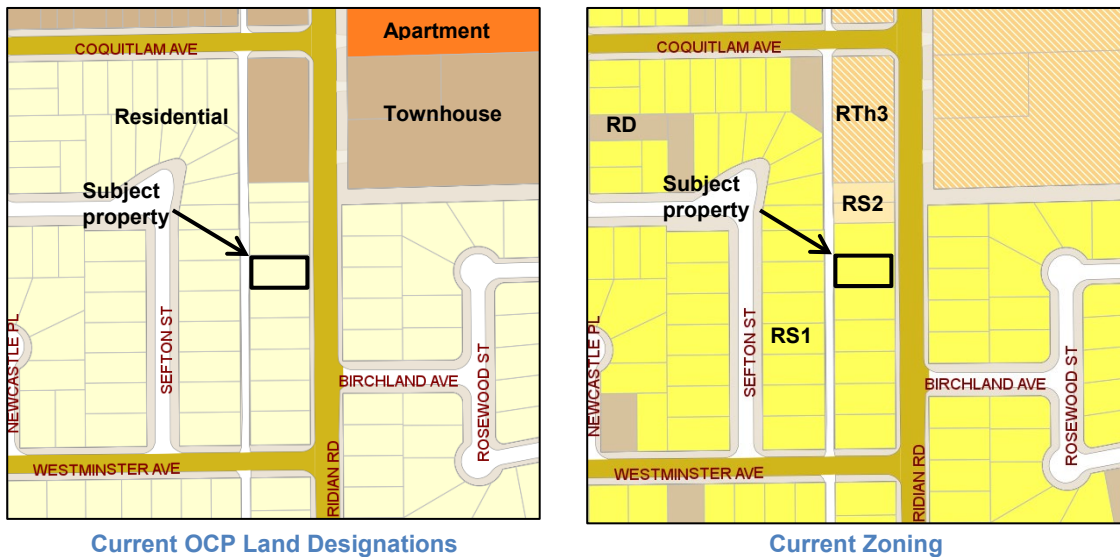 COQUITLAM AVE
Apartment
Townhouse
Residential
Subject
property
NEWCASTLE PL
SEFTON ST
BIRCHLAND AVE
ROSEWOOD ST
WESTMINSTER AVE
RIDIAN RD
Current OCP Land Designations
COQUITLAM AVE
RD
RTh3
Subject
property
RS2
RS1
NEWCASTLE PL
SEFTON ST
BIRCHLAND AVE
ROSEWOOD ST
WESTMINSTER AVE
RIDIAN RD
Current Zoning